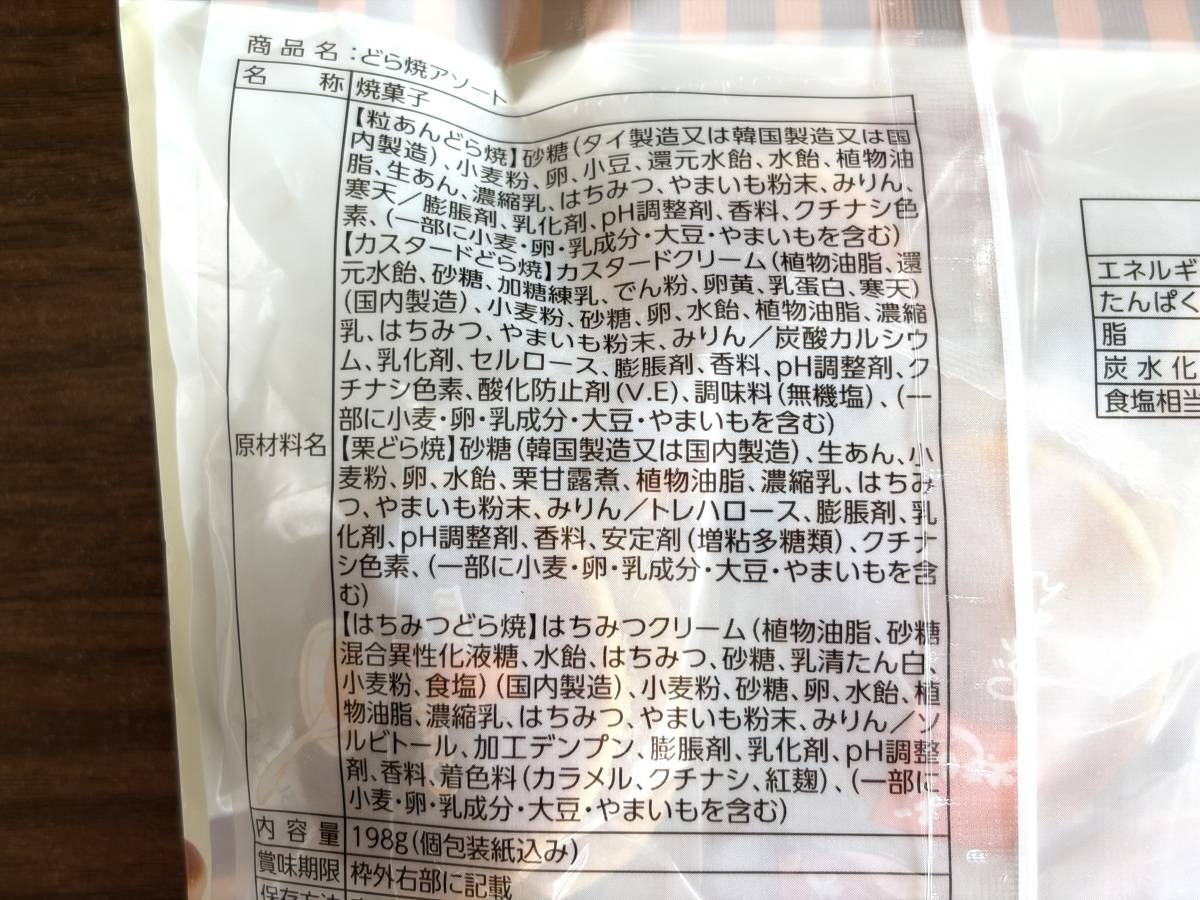 商品名:どら焼アソート
名 称 焼菓子
原材料名
【粒あんどら焼】砂糖(タイ製造又は韓国製造又は国
内製造)、小麦粉、卵、小豆、還元水飴、水飴、植物油
脂、生あん、濃縮乳、はちみつ、やまいも粉末、みりん、
寒天/膨脹剤、乳化剤、pH調整剤、香料、クチナシ色
素、(一部に小麦・卵・乳成分・大豆・やまいもを含む)
【カスタードどら焼】カスタードクリーム(植物油脂、還
元水飴、砂糖、加糖練乳、でん粉、卵黄、乳蛋白、寒天)
(国内製造)、小麦粉、砂糖、卵、水飴、植物油脂、濃縮
乳、はちみつ、やまいも粉末、みりん/炭酸カルシウ
ム、乳化剤、セルロース、膨脹剤、香料、pH調整剤、ク
チナシ色素、酸化防止剤(V.E)、調味料(無機塩)、(一
部に小麦・卵・乳成分・大豆・やまいもを含む)
【栗どら焼】砂糖(韓国製造又は国内製造)、生あん、小
麦粉、卵、水飴、栗甘露煮、植物油脂、濃縮乳、はちみ
つ、やまいも粉末、みりん/トレハロース、膨脹剤、乳
化剤、pH調整剤、香料、安定剤(増粘多糖類)、クチナ
シ色素、(一部に小麦・卵・乳成分・大豆・やまいもを含
む)
【はちみつどら焼】はちみつクリーム(植物油脂、砂糖
混合異性化液糖、水飴、はちみつ、砂糖、乳清たん白、
小麦粉、食塩)(国内製造)、小麦粉、砂糖、卵、水飴、植
物油脂、濃縮乳、はちみつ、やまいも粉末、みりん/ソ
ルビトール、加工デンプン、膨脹剤、乳化剤、pH調整
剤、香料、着色料(カラメル、クチナシ、紅麹)、(一部に
小麦・卵・乳成分・大豆・やまいもを含む)
内容量 198g(個包装紙込み)
賞味期限 枠外右部に記載
保存方法
エネルギ
たんぱく
脂
炭水化
食塩相当